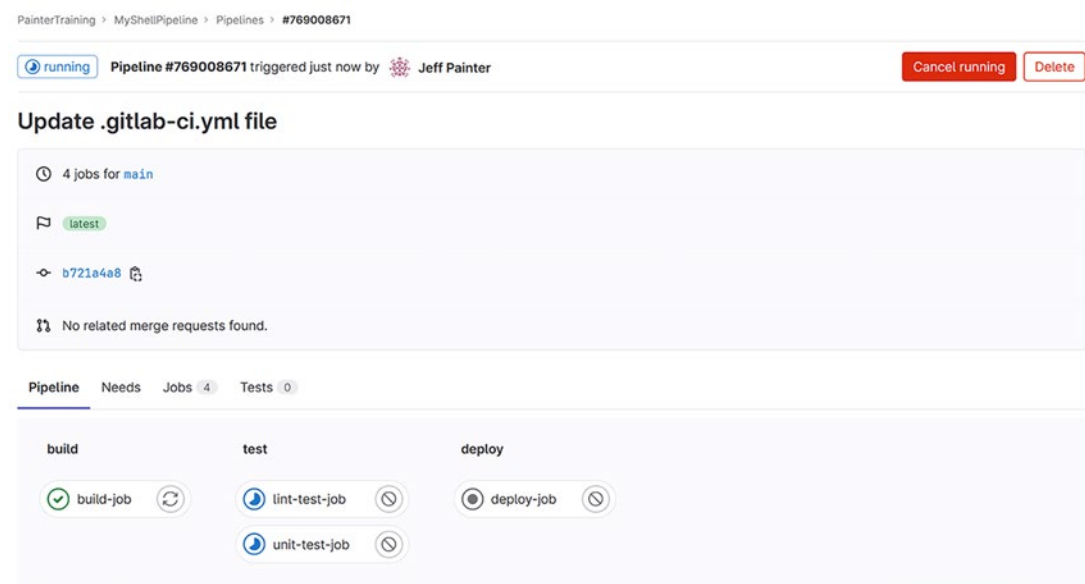 PainterTraining > MyShellPipeline > Pipelines > #769008671
running Pipeline #769008671 triggered just now by Jeff Painter Cancel running Delete
Update .gitlab-ci.yml file
4 jobs for main
latest
b721a4a8
No related merge requests found.
Pipeline Needs Jobs 4 Tests 0
build test deploy
build-job lint-test-job deploy-job
unit-test-job